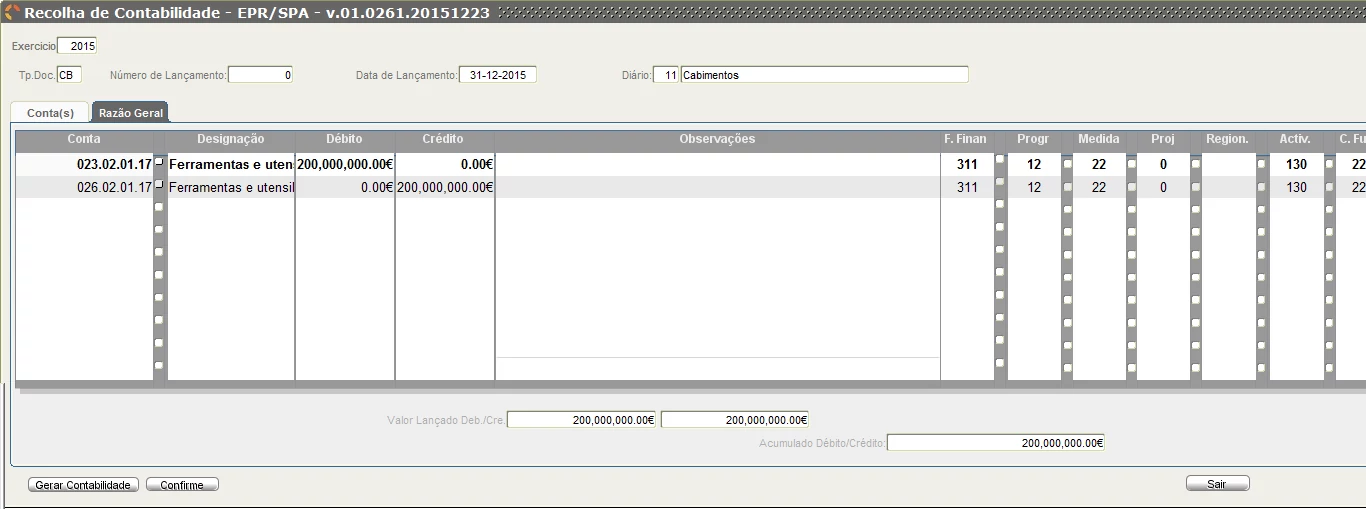 Recolha de Contabilidade - EPR/SPA - v.01.0261.20151223
Exercicio 2015
Tp.Doc. CB Número de Lançamento: 0 Data de Lançamento: 31-12-2015 Diário: 11 Cabimentos
Conta(s) Razão Geral
Conta Designação Débito Crédito Observações F. Finan Progr Medida Proj Region. Activ. C. Fu
023.02.01.17 Ferramentas e uten 200,000,000.00€ 0.00€ 311 12 22 0 130 22
026.02.01.17 Ferramentas e utensil 0.00€ 200,000,000.00€ 311 12 22 0 130 22
Valor Lançado Deb./Cre. 200,000,000.00€ 200,000,000.00€
Acumulado Débito/Crédito: 200,000,000.00€
Gerar Contabilidade Confirme Sair